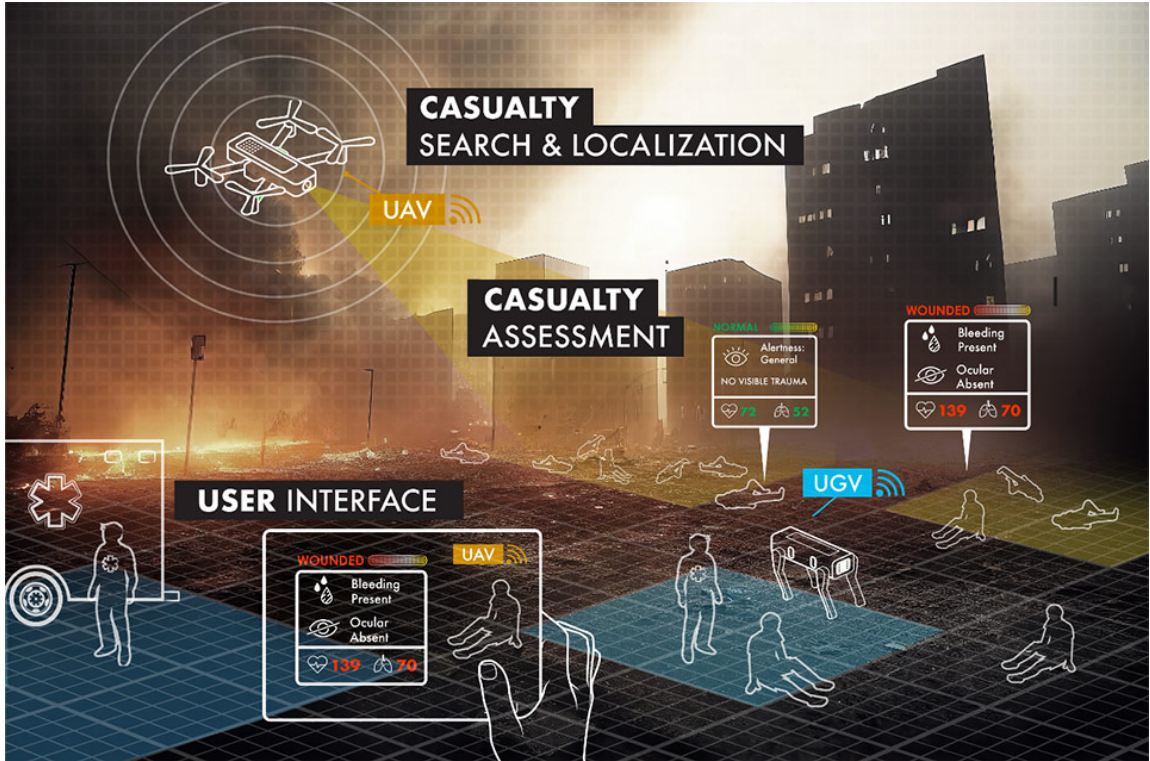 CASUALTY
SEARCH & LOCALIZATION
UAV
CASUALTY
ASSESSMENT
NORMAL
Alertness:
General
NO VISIBLE TRAUMA
72 52
WOUNDED
Bleeding
Present
Ocular
Absent
139 70
UGV
USER INTERFACE
WOUNDED
UAV
Bleeding
Present
Ocular
Absent
139 70